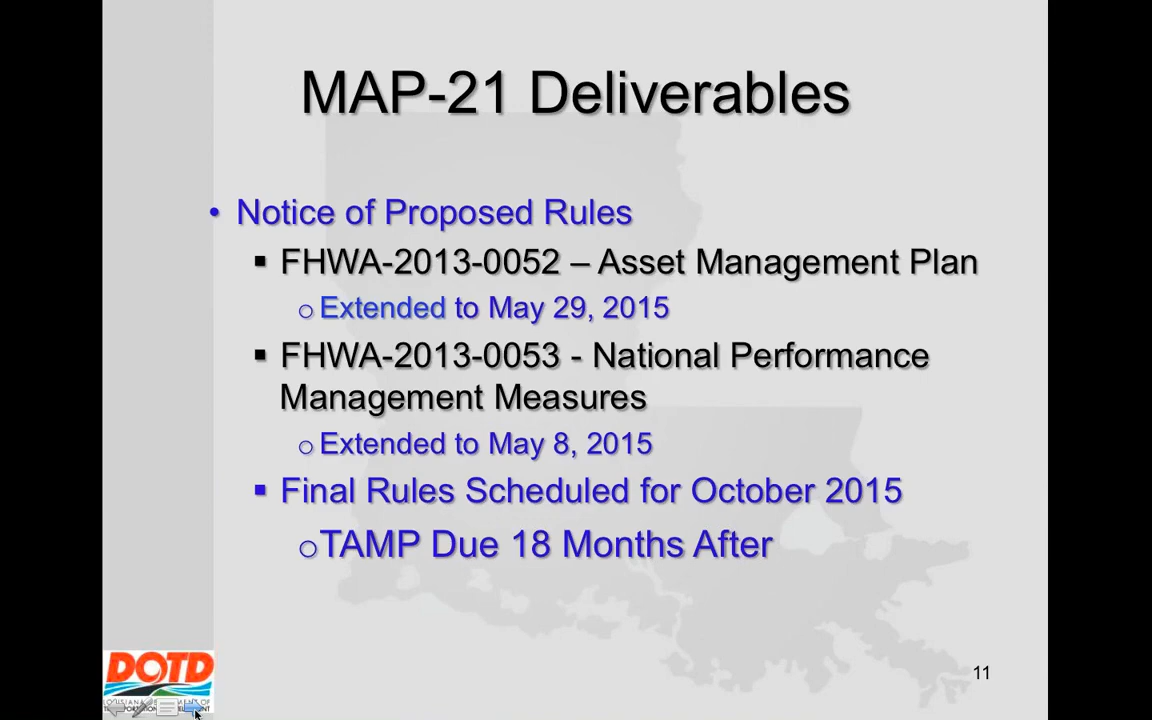 MAP-21 Deliverables
• Notice of Proposed Rules
▪ FHWA-2013-0052 – Asset Management Plan
o Extended to May 29, 2015
▪ FHWA-2013-0053 - National Performance
Management Measures
o Extended to May 8, 2015
▪ Final Rules Scheduled for October 2015
o TAMP Due 18 Months After
DOTD
11